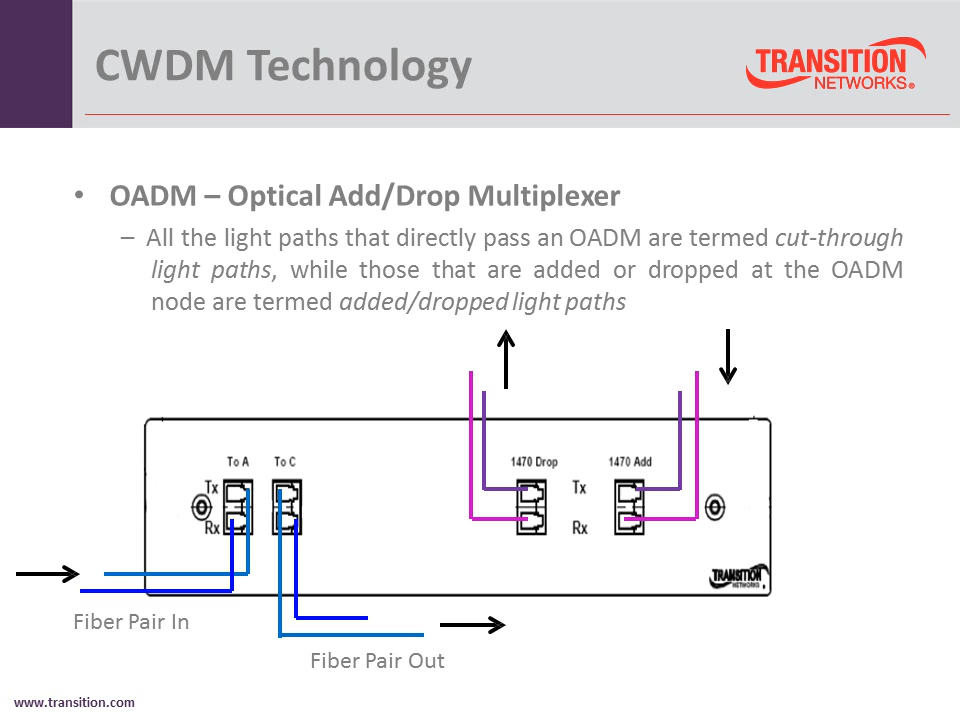 CWDM Technology
TRANSITION
NETWORKS®
• OADM – Optical Add/Drop Multiplexer
– All the light paths that directly pass an OADM are termed cut-through
light paths, while those that are added or dropped at the OADM
node are termed added/dropped light paths
To A To C 1470 Drop 1470 Add
Tx Tx
Rx Rx
TRANSITION
NETWORKS
Fiber Pair In
Fiber Pair Out
www.transition.com